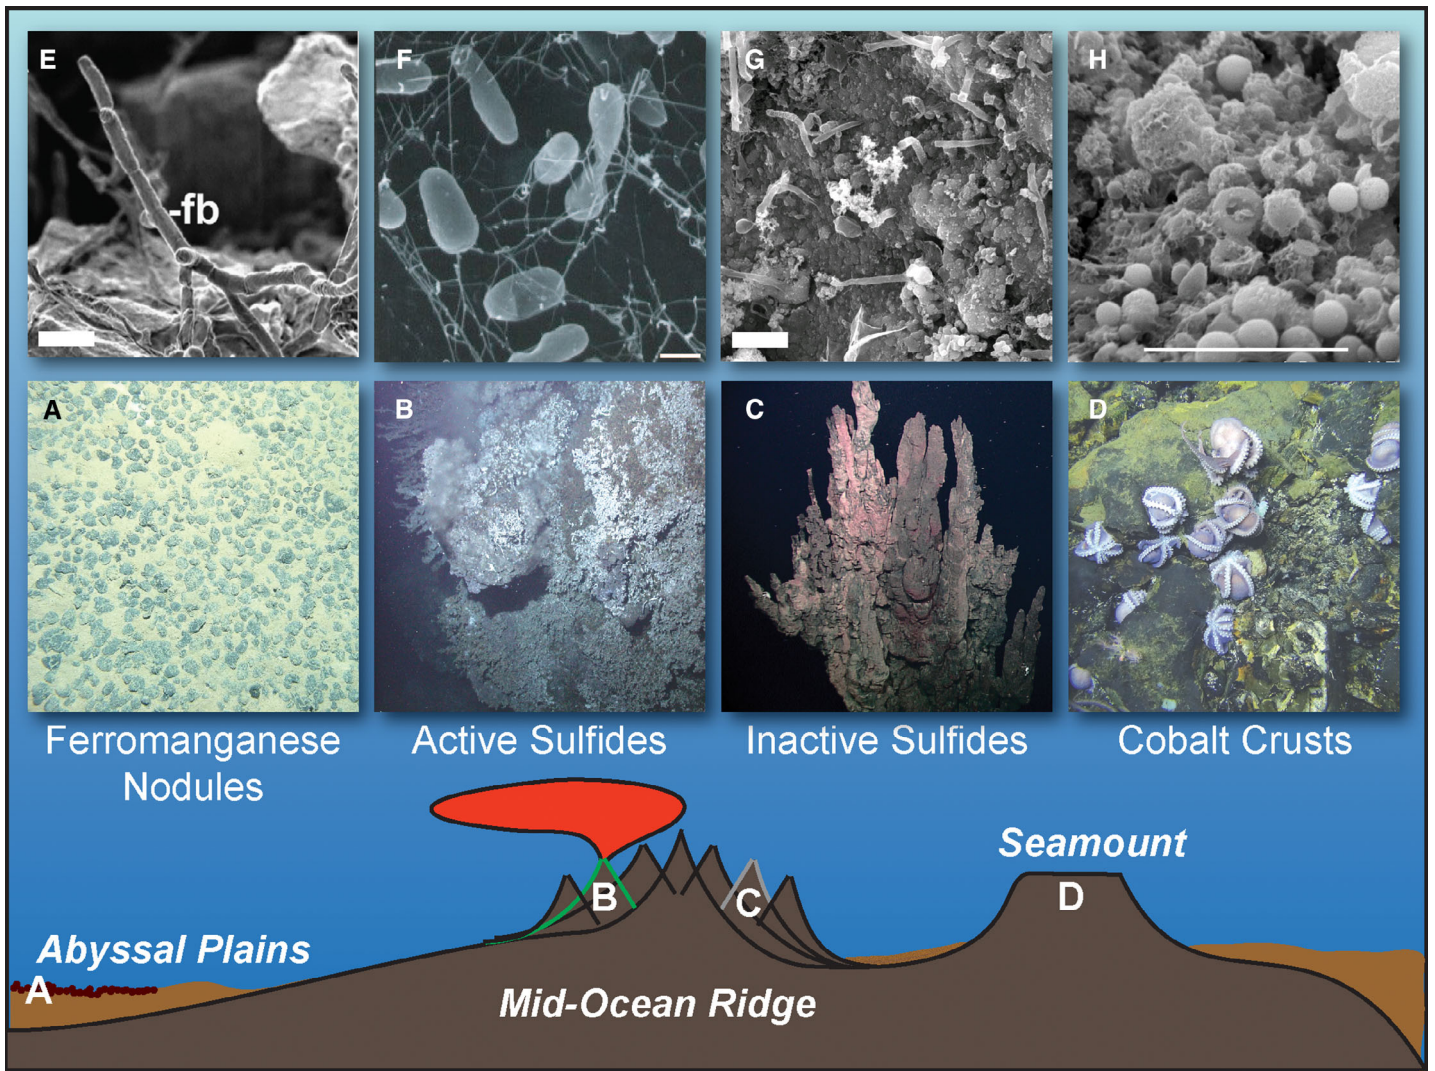 E
F
G
H
-fb
A
B
C
D
Ferromanganese
Nodules
Active Sulfides
Inactive Sulfides
Cobalt Crusts
Seamount
B
C
D
Abyssal Plains
A
Mid-Ocean Ridge